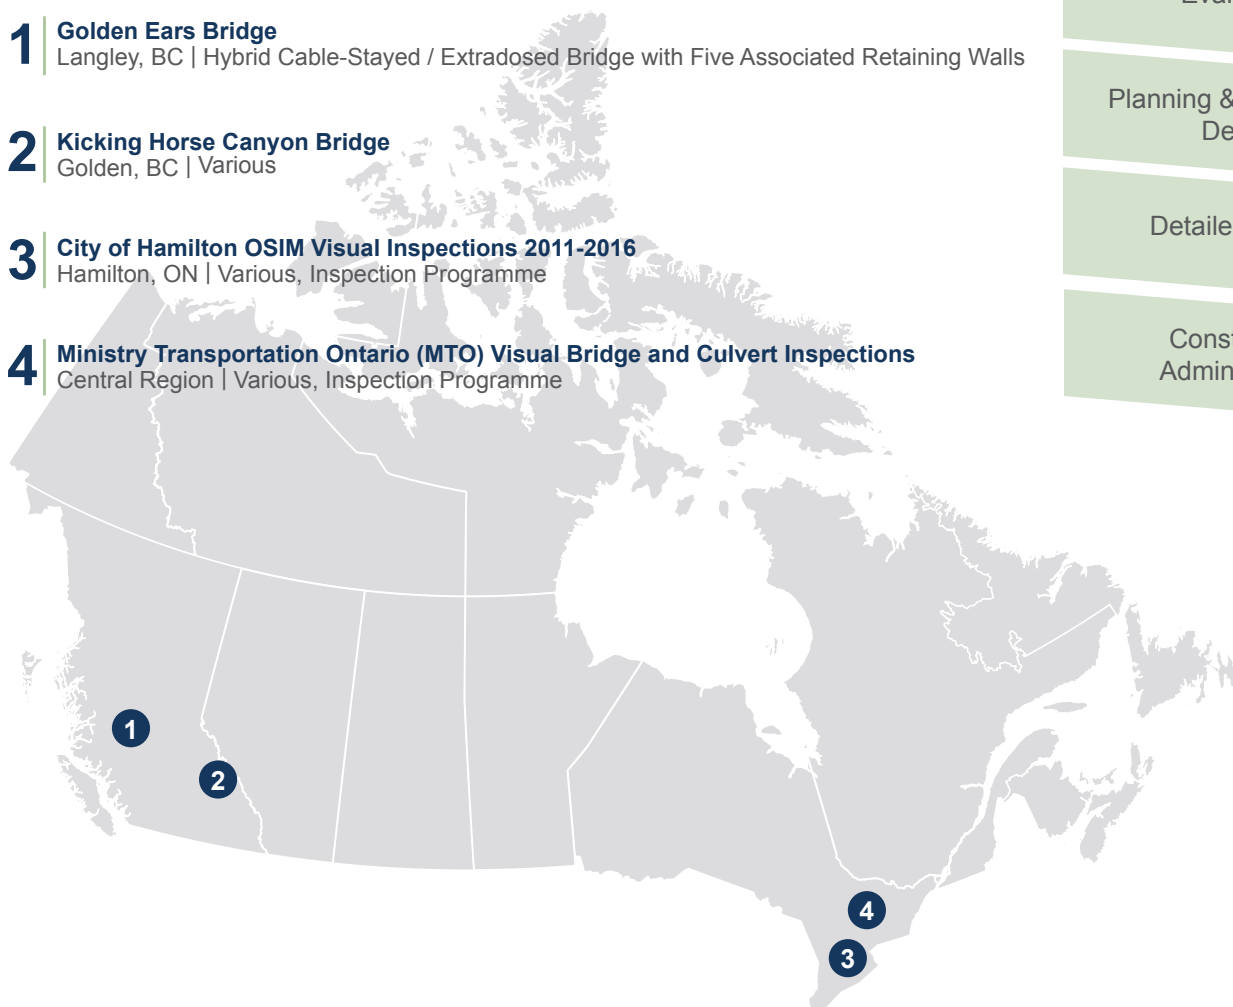 1
Golden Ears Bridge
Langley, BC | Hybrid Cable-Stayed / Extradosed Bridge with Five Associated Retaining Walls
2
Kicking Horse Canyon Bridge
Golden, BC | Various
3
City of Hamilton OSIM Visual Inspections 2011-2016
Hamilton, ON | Various, Inspection Programme
4
Ministry Transportation Ontario (MTO) Visual Bridge and Culvert Inspections
Central Region | Various, Inspection Programme
Planning &
De
Detaile
Const
Admin
1
2
4
3